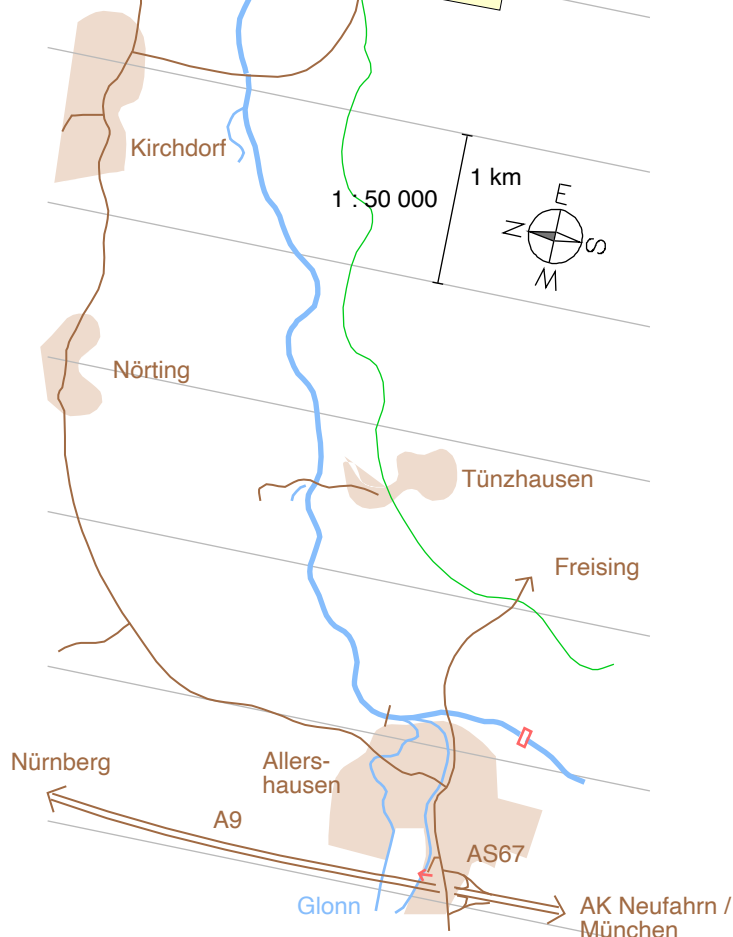 Kirchdorf
1 km
1 : 50 000
E
N
S
W
Nörting
Tünzhausen
Freising
Allers-
hausen
Nürnberg
A9
AS67
Glonn
AK Neufahrn /
München